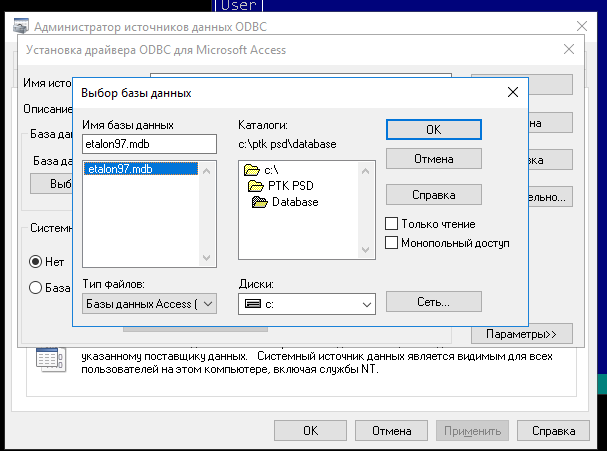 [User]
Администратор источников данных ODBC
Установка драйвера ODBC для Microsoft Access
Имя исто
Описание
База да
База да
Выб
Системн
Нет
База
Выбор базы данных
Имя базы данных
etalon97.mdb
etalon97.mdb
Тип файлов:
Базы данных Access (
Каталоги:
c:\ptk psd\database
c:\
PTK PSD
Database
Диски:
c:
OK
Отмена
Справка
Только чтение
Монопольный доступ
Сеть...
Параметры>>
указанному поставщику данных. Системный источник данных является видимым для всех
пользователей на этом компьютере, включая службы NT.
OK
Отмена
Применить
Справка